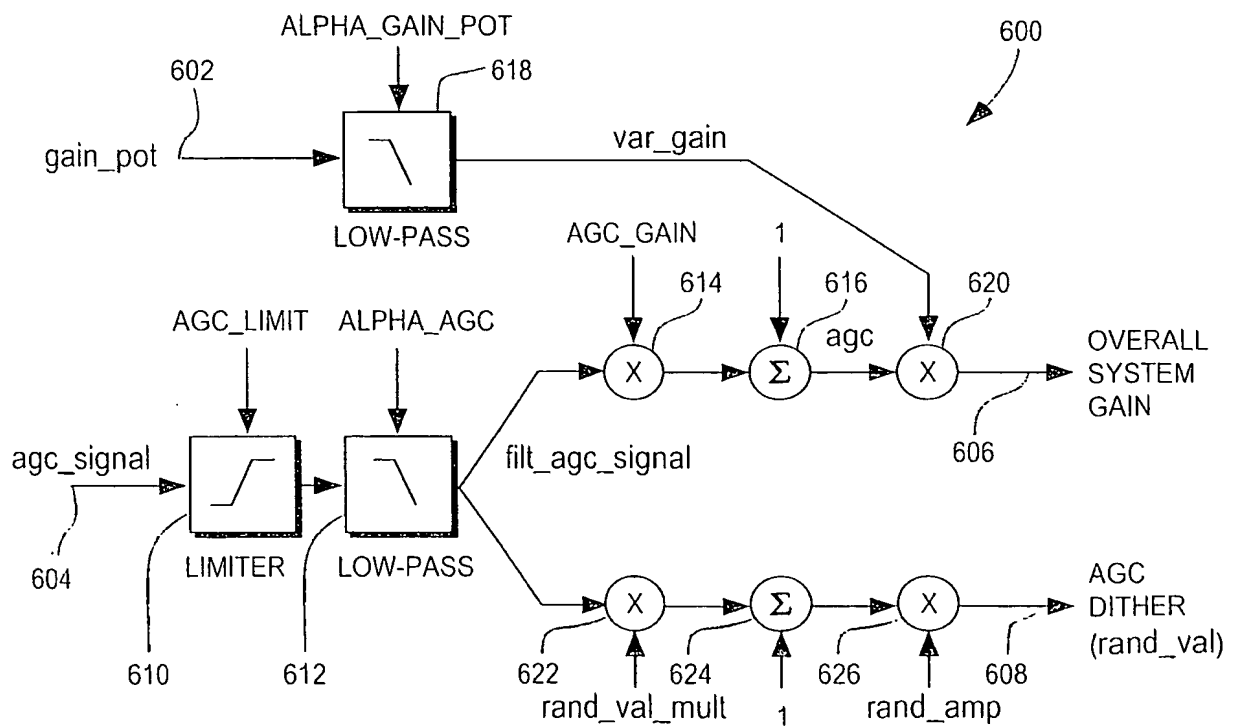 ALPHA_GAIN_POT
600
602
618
gain_pot
var_gain
LOW-PASS
AGC_GAIN
1
614
616
620
AGC_LIMIT
ALPHA_AGC
agc
X
Σ
X
OVERALL
SYSTEM
GAIN
agc_signal
filt_agc_signal
606
604
LIMITER
LOW-PASS
X
Σ
X
AGC
DITHER
(rand_val)
610
612
622
624
626
608
rand_val_mult
1
rand_amp